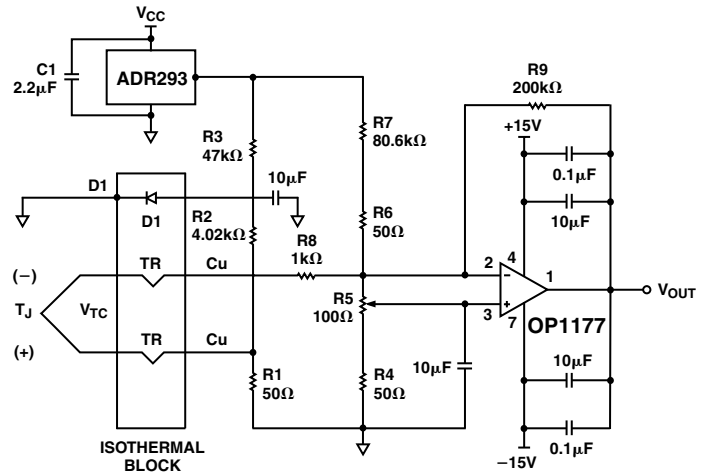 VCC
C1
2.2μF
ADR293
R9
200kΩ
R7
80.6kΩ
+15V
R3
47kΩ
0.1μF
D1
10μF
10μF
D1
R2
4.02kΩ
R6
50Ω
R8
1kΩ
(−)
TR
Cu
2
4
1
VOUT
TJ
VTC
R5
100Ω
3
7
OP1177
(+)
TR
Cu
10μF
10μF
R1
50Ω
R4
50Ω
0.1μF
ISOTHERMAL
BLOCK
−15V
−
+